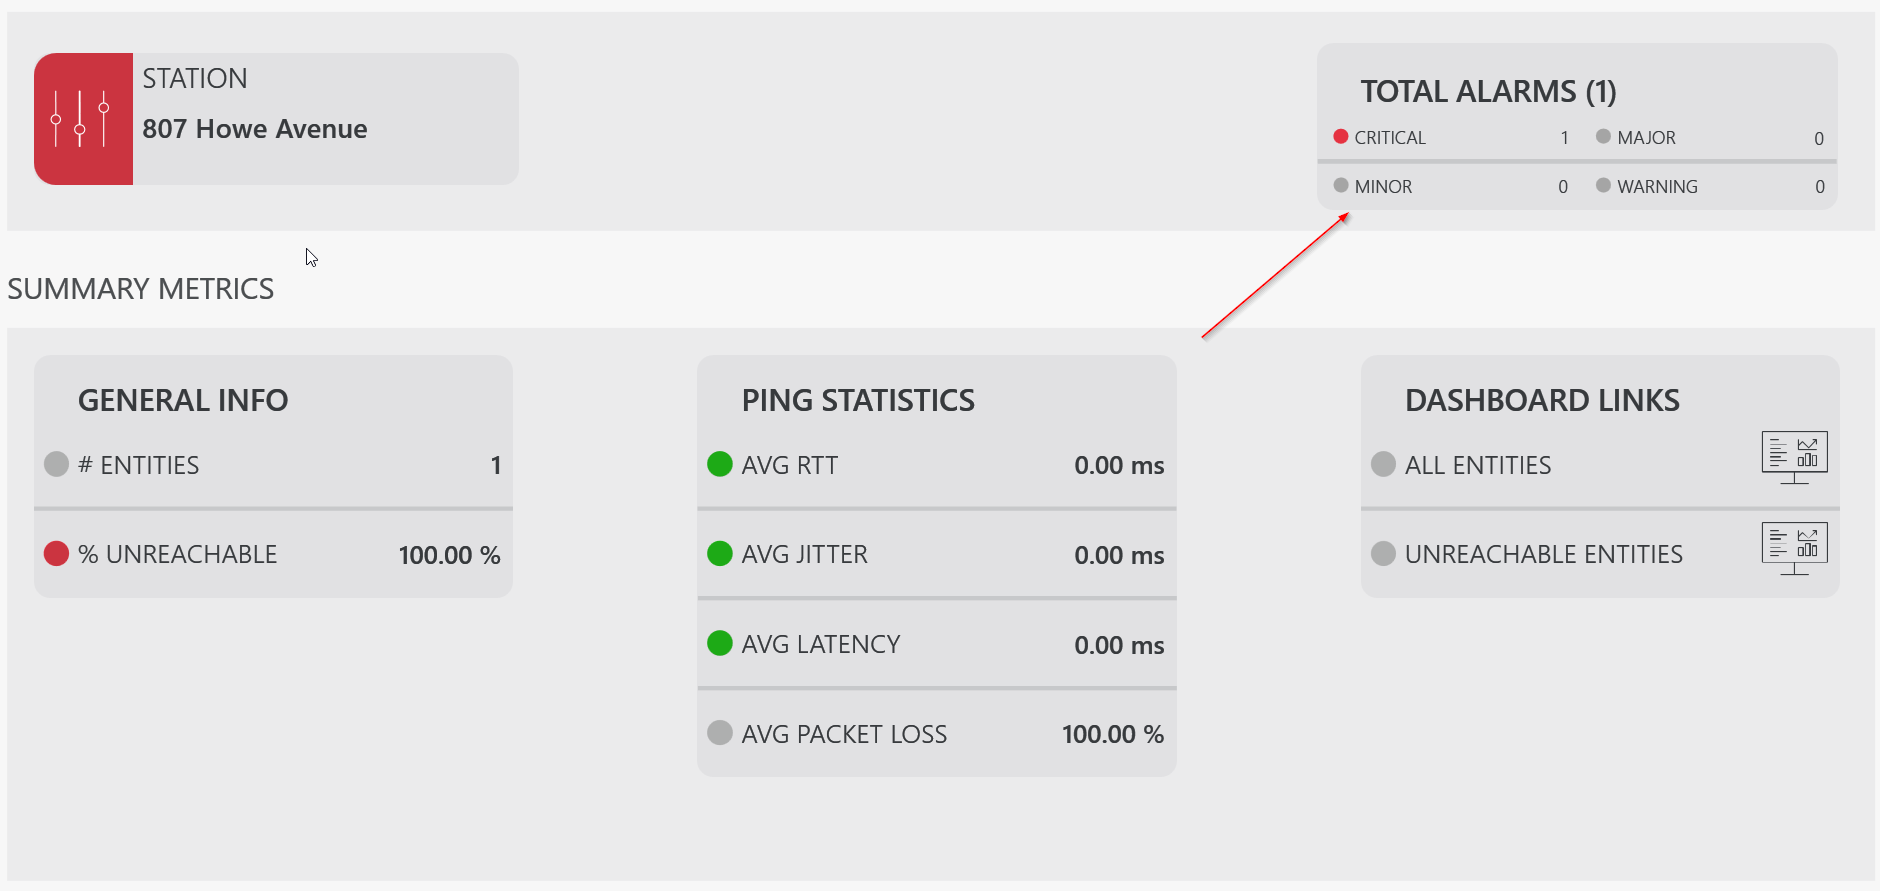 STATION
807 Howe Avenue
TOTAL ALARMS (1)
CRITICAL 1 MAJOR 0
MINOR 0 WARNING 0
SUMMARY METRICS
GENERAL INFO
# ENTITIES 1
% UNREACHABLE 100.00 %
PING STATISTICS
AVG RTT 0.00 ms
AVG JITTER 0.00 ms
AVG LATENCY 0.00 ms
AVG PACKET LOSS 100.00 %
DASHBOARD LINKS
ALL ENTITIES
UNREACHABLE ENTITIES